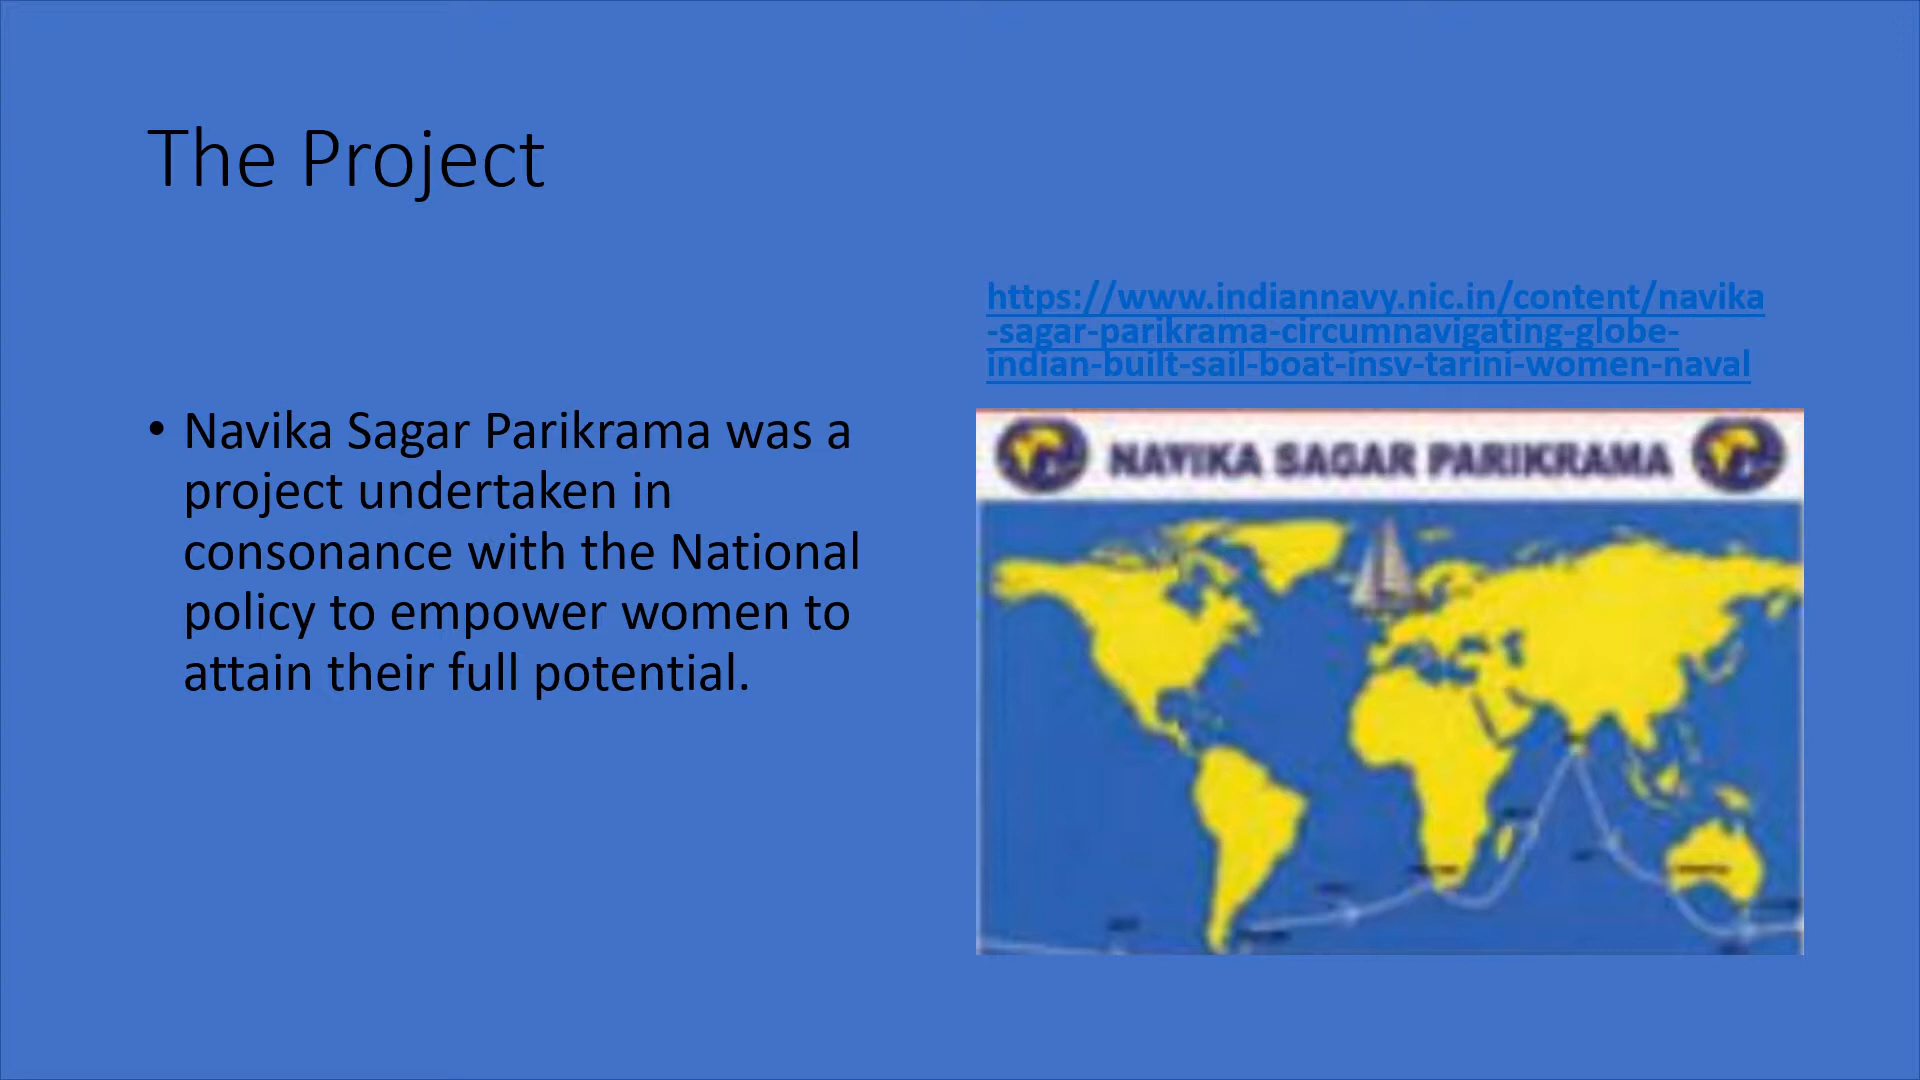 The Project
https://www.indiannavy.nic.in/content/navika
-sagar-parikrama-circumnavigating-globe-
indian-built-sail-boat-insv-tarini-women-naval
• Navika Sagar Parikrama was a
project undertaken in
consonance with the National
policy to empower women to
attain their full potential.
NAVIKA SAGAR PARIKRAMA